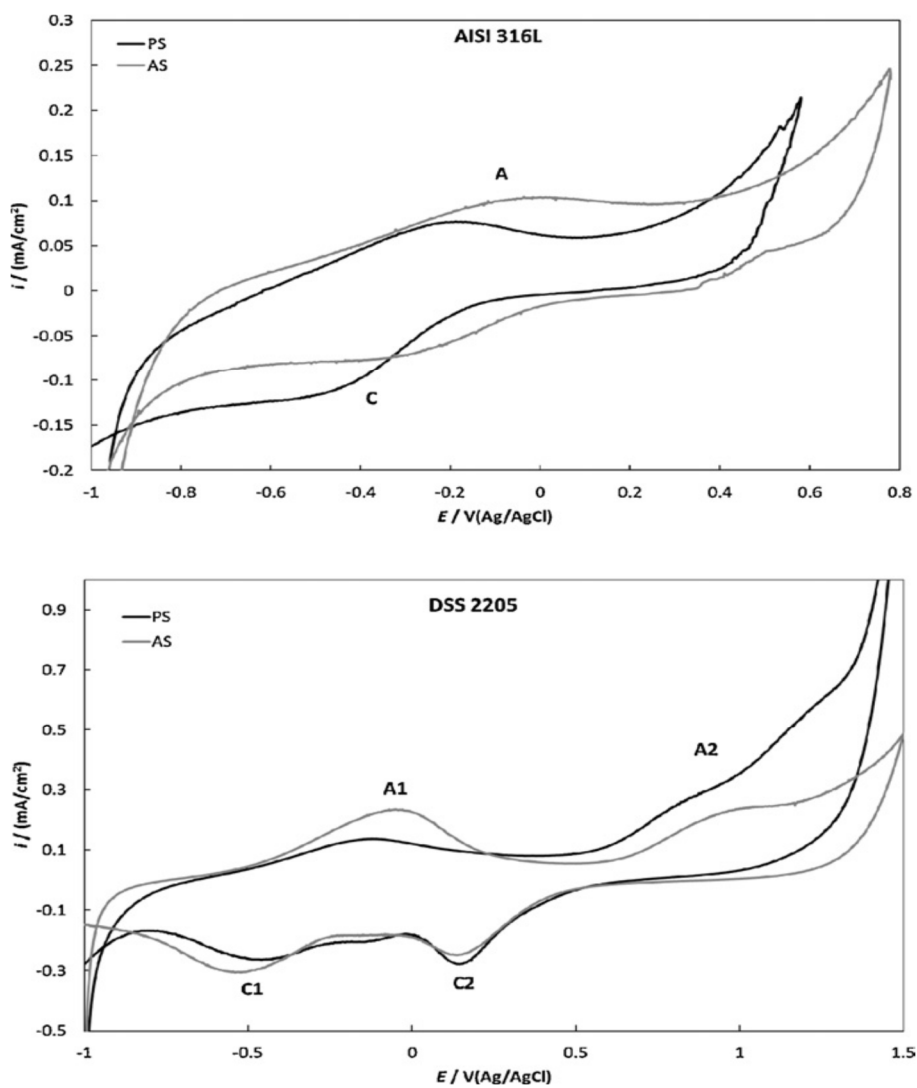 AISI 316L
PS
AS
0.3
0.25
0.2
0.15
0.1
0.05
0
-0.05
-0.1
-0.15
-0.2
i / (mA/cm²)
A
C
-1 -0.8 -0.6 -0.4 -0.2 0 0.2 0.4 0.6 0.8
E / V(Ag/AgCl)
DSS 2205
PS
AS
0.9
0.7
0.5
0.3
0.1
-0.1
-0.3
-0.5
i / (mA/cm²)
A1
A2
C1
C2
-1 -0.5 0 0.5 1 1.5
E / V(Ag/AgCl)